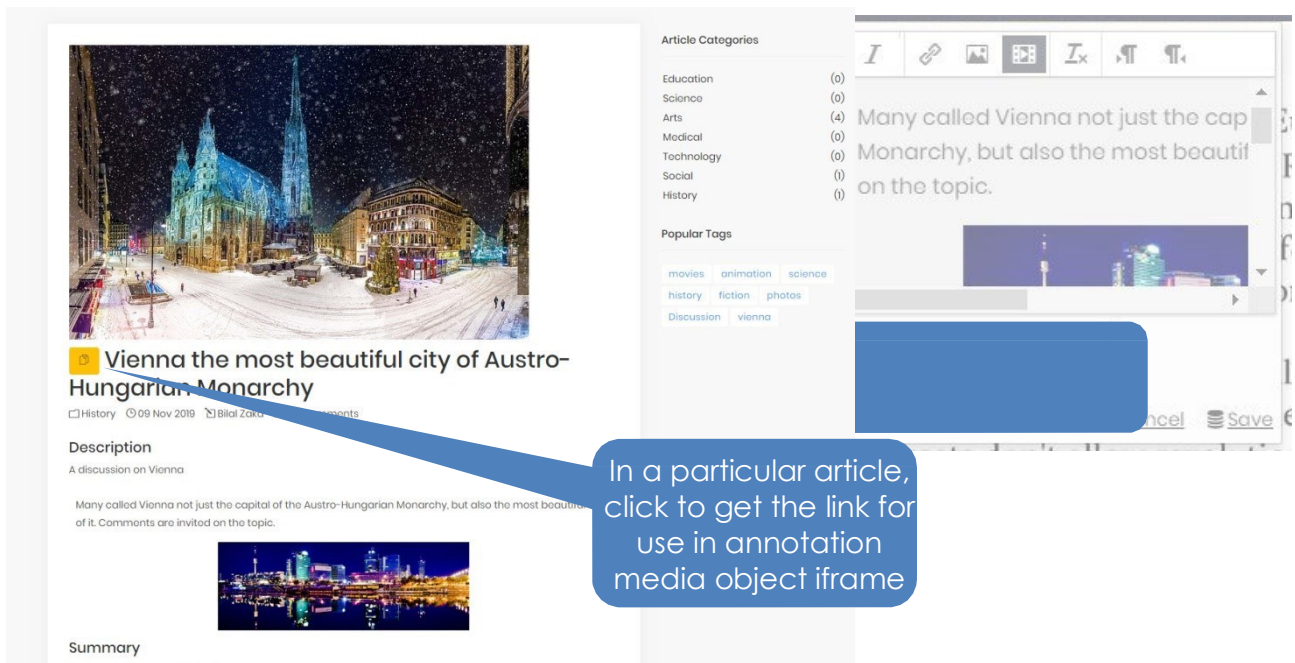 Vienna the most beautiful city of Austro-
Hungarian Monarchy
History 09 Nov 2019 Bilal Zaka
Description
A discussion on Vienna
Many called Vienna not just the capital of the Austro-Hungarian Monarchy, but also the most beautiful
of it. Comments are invited on the topic.
Summary
Article Categories
Education (0)
Science (0)
Arts (4)
Medical (0)
Technology (0)
Social (1)
History (1)
Popular Tags
movies animation science
history fiction photos
Discussion vienna
In a particular article,
click to get the link for
use in annotation
media object iframe
Many called Vienna not just the cap
Monarchy, but also the most beautif
on the topic.
Save